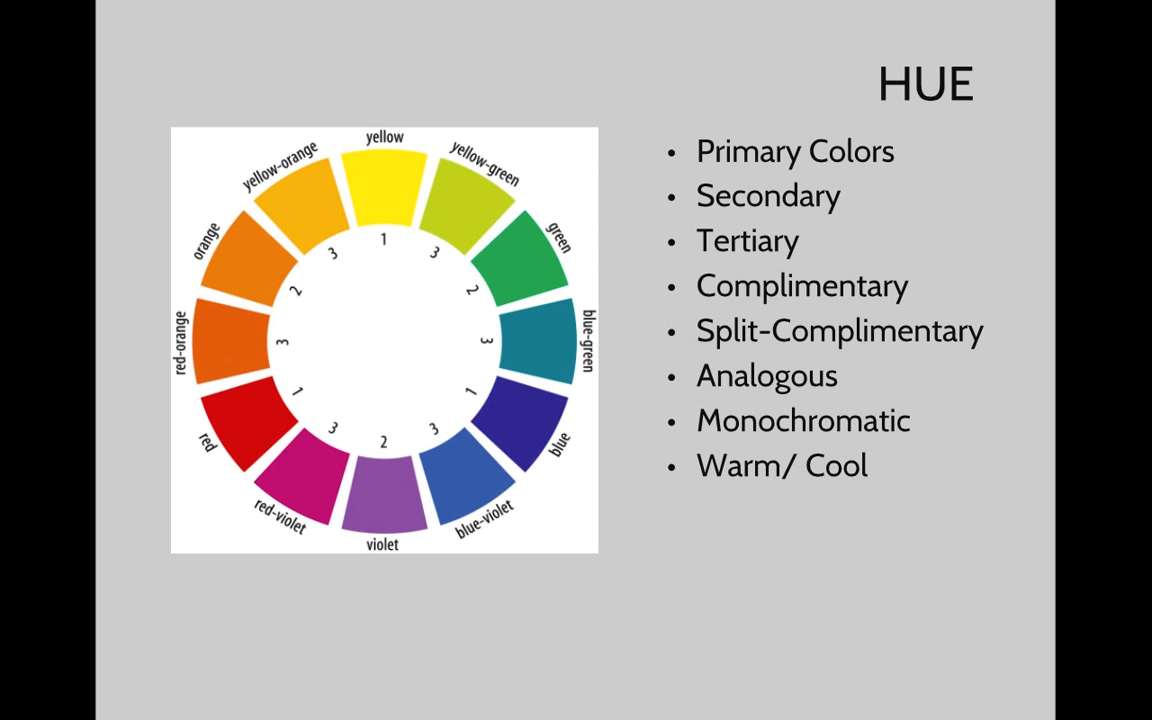 HUE
yellow
yellow-green
green
blue-green
blue
blue-violet
violet
red-violet
red
red-orange
orange
yellow-orange
1
3
2
3
1
3
2
3
1
3
2
3
• Primary Colors
• Secondary
• Tertiary
• Complimentary
• Split-Complimentary
• Analogous
• Monochromatic
• Warm/ Cool